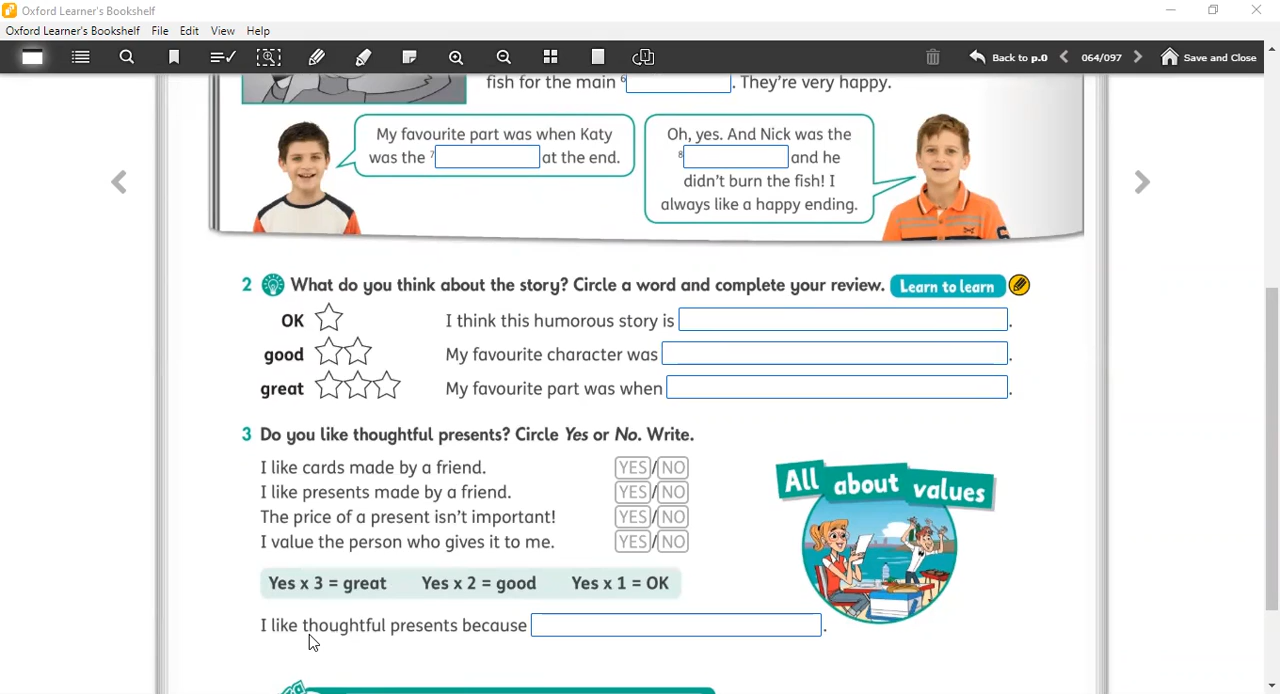 Oxford Learner's Bookshelf
Oxford Learner's Bookshelf File Edit View Help
Back to p.0 064/097 Save and Close
fish for the main 6 . They're very happy.
My favourite part was when Katy
was the 7 at the end.
Oh, yes. And Nick was the
8 and he
didn't burn the fish! I
always like a happy ending.
2 What do you think about the story? Circle a word and complete your review. Learn to learn
OK I think this humorous story is .
good My favourite character was .
great My favourite part was when .
3 Do you like thoughtful presents? Circle Yes or No. Write.
I like cards made by a friend. YES/NO
I like presents made by a friend. YES/NO
The price of a present isn't important! YES/NO
I value the person who gives it to me. YES/NO
All about values
Yes x 3 = great Yes x 2 = good Yes x 1 = OK
I like thoughtful presents because .